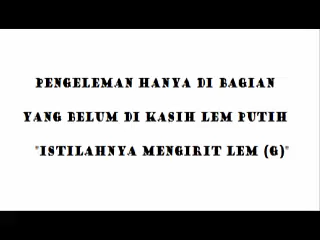 PENGELEMAN HANYA DI BAGIAN
YANG BELUM DI KASIH LEM PUTIH
"ISTILAHNYA MENGIRIT LEM (G)"